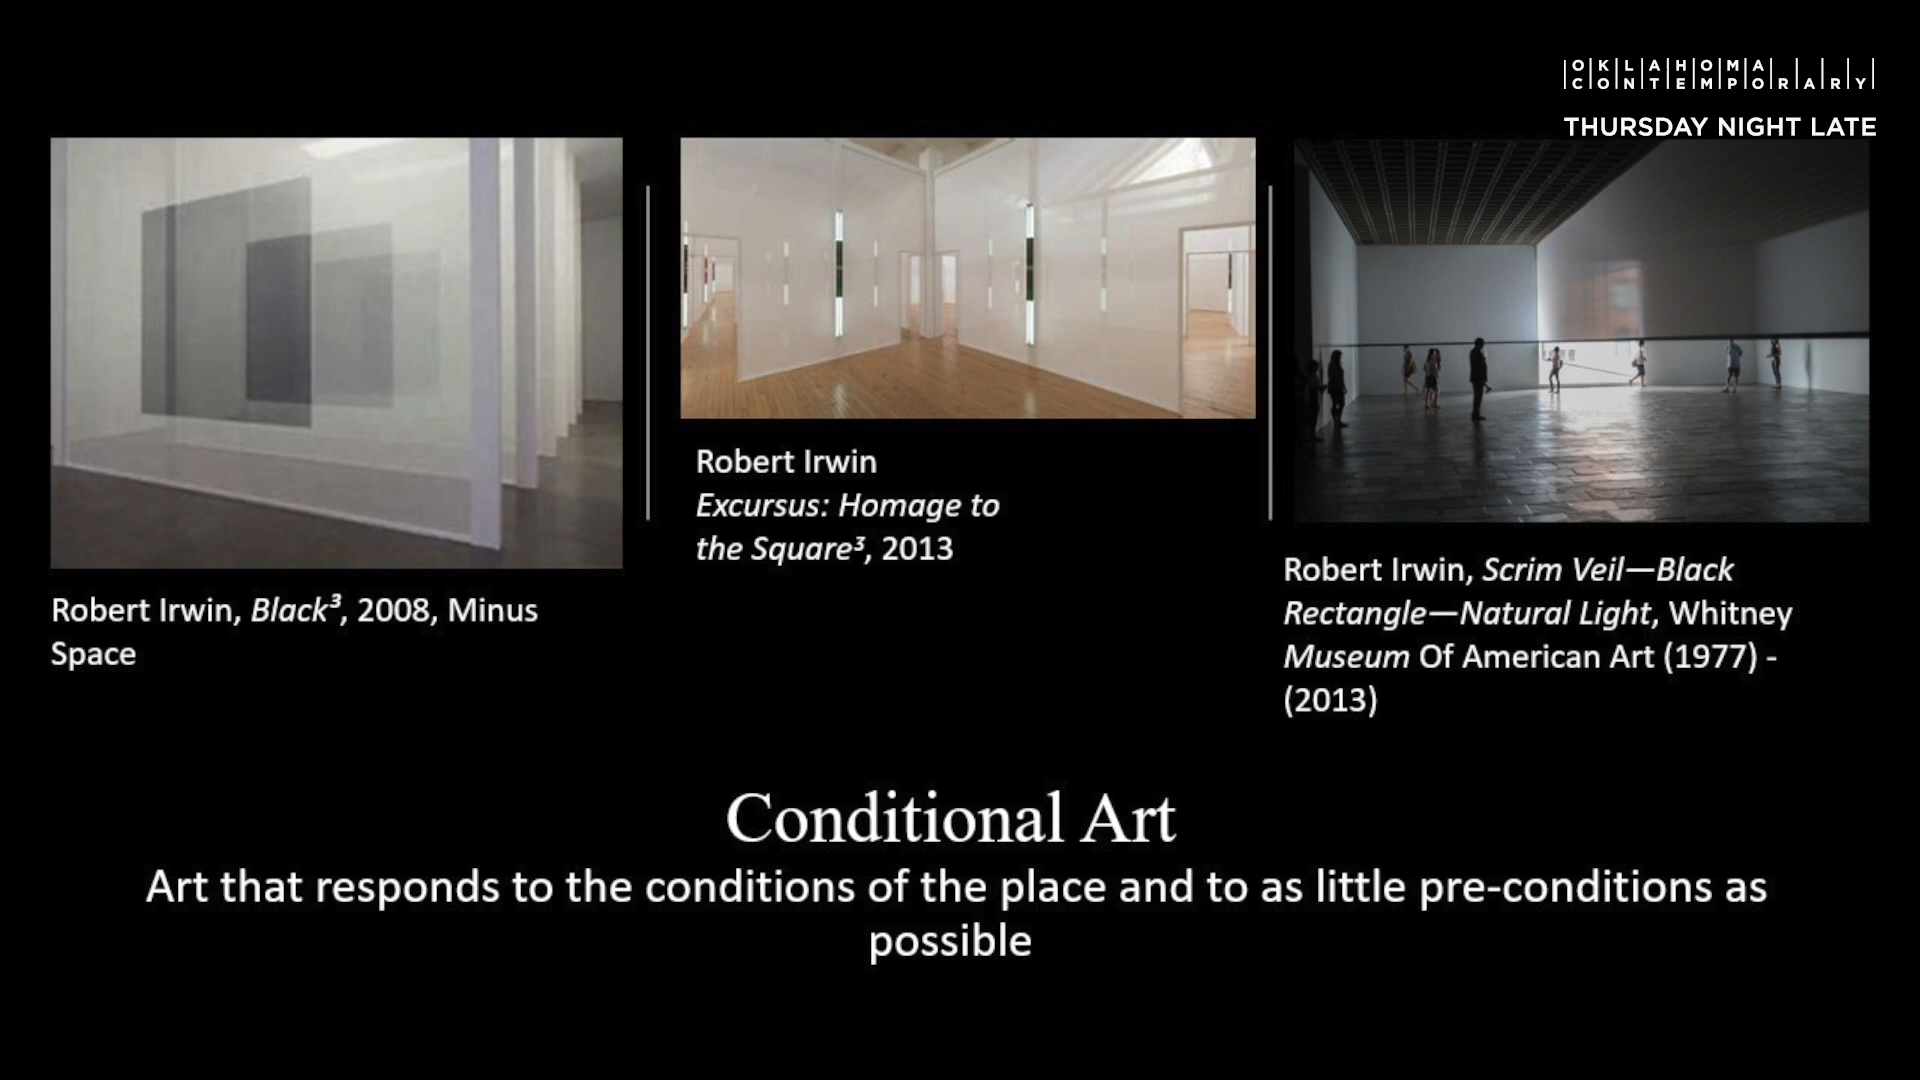 OKLAHOMA
CONTEMPORARY
THURSDAY NIGHT LATE
Robert Irwin, Black³, 2008, Minus
Space
Robert Irwin
Excursus: Homage to
the Square³, 2013
Robert Irwin, Scrim Veil—Black
Rectangle—Natural Light, Whitney
Museum Of American Art (1977) -
(2013)
Conditional Art
Art that responds to the conditions of the place and to as little pre-conditions as
possible